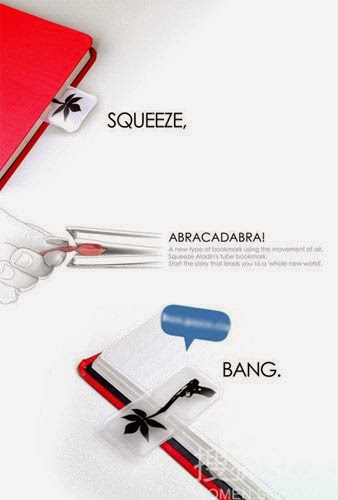 SQUEEZE,
ABRACADABRA!
A new type of bookmark using the movement of air.
Squeeze Aladin's tube bookmark.
Start the story that leads you to a 'whole new world'.
BANG.